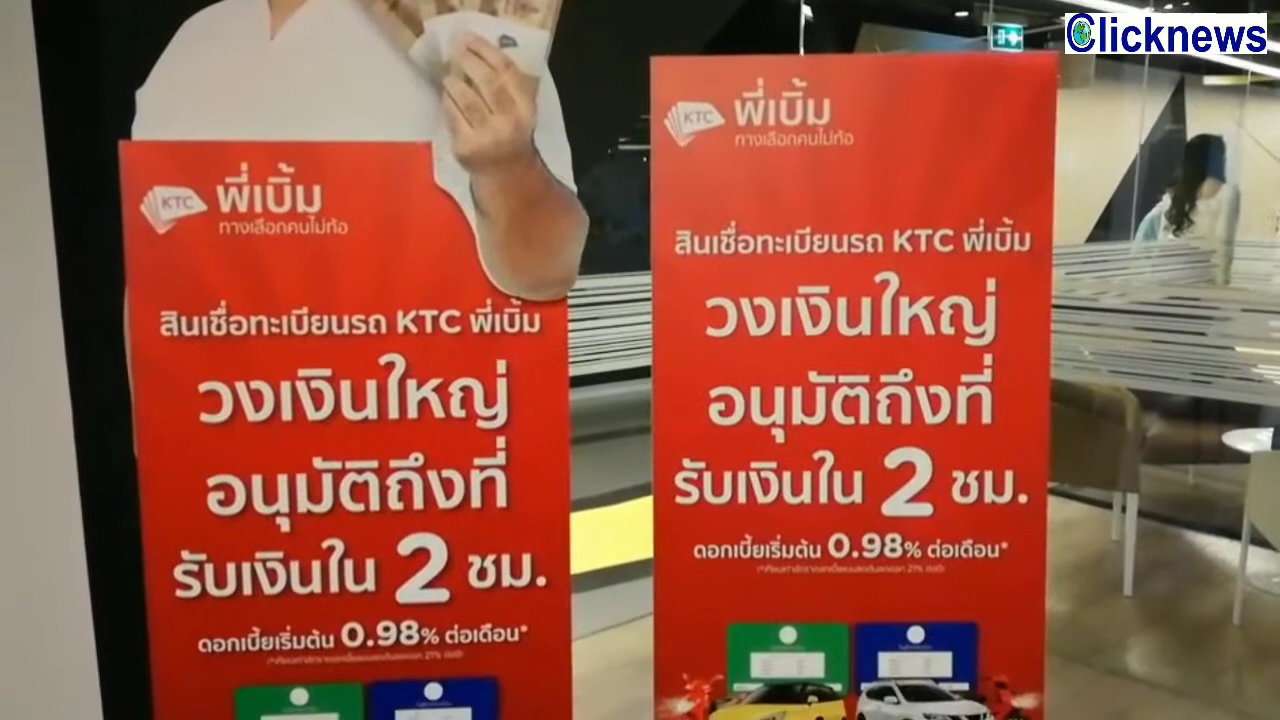 Clicknews
KTC พี่เบิ้ม
ทางเลือกคนไม่ท้อ
สินเชื่อทะเบียนรถ KTC พี่เบิ้ม
วงเงินใหญ่
อนุมัติถึงที่
รับเงินใน 2 ชม.
ดอกเบี้ยเริ่มต้น 0.98% ต่อเดือน*
KTC พี่เบิ้ม
ทางเลือกคนไม่ท้อ
สินเชื่อทะเบียนรถ KTC พี่เบิ้ม
วงเงินใหญ่
อนุมัติถึงที่
รับเงินใน 2 ชม.
ดอกเบี้ยเริ่มต้น 0.98% ต่อเดือน*